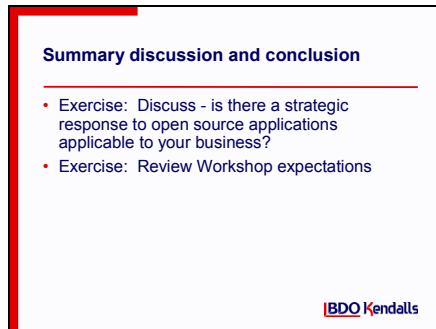 Summary discussion and conclusion
• Exercise: Discuss - is there a strategic
response to open source applications
applicable to your business?
• Exercise: Review Workshop expectations
BDO Kendalls